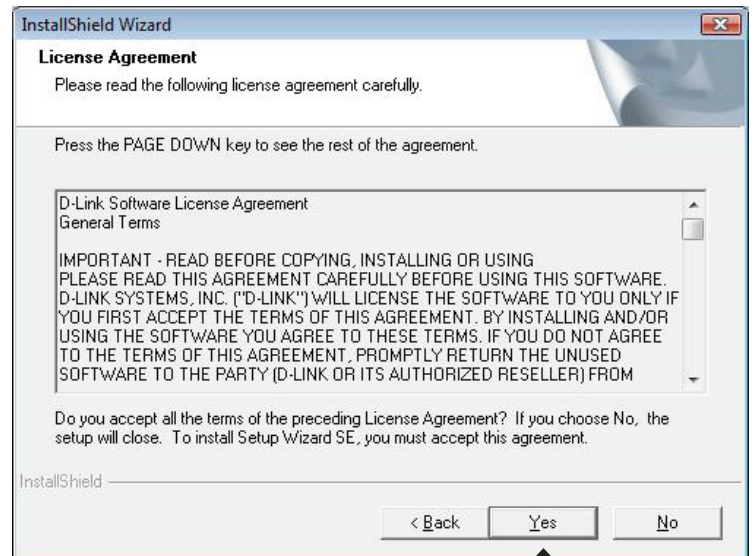 InstallShield Wizard
License Agreement
Please read the following license agreement carefully.
Press the PAGE DOWN key to see the rest of the agreement.
D-Link Software License Agreement
General Terms
IMPORTANT - READ BEFORE COPYING, INSTALLING OR USING
PLEASE READ THIS AGREEMENT CAREFULLY BEFORE USING THIS SOFTWARE.
D-LINK SYSTEMS, INC. ("D-LINK") WILL LICENSE THE SOFTWARE TO YOU ONLY IF
YOU FIRST ACCEPT THE TERMS OF THIS AGREEMENT. BY INSTALLING AND/OR
USING THE SOFTWARE YOU AGREE TO THESE TERMS. IF YOU DO NOT AGREE
TO THE TERMS OF THIS AGREEMENT, PROMPTLY RETURN THE UNUSED
SOFTWARE TO THE PARTY (D-LINK OR ITS AUTHORIZED RESELLER) FROM
Do you accept all the terms of the preceding License Agreement? If you choose No, the
setup will close. To install Setup Wizard SE, you must accept this agreement.
InstallShield
< Back Yes No